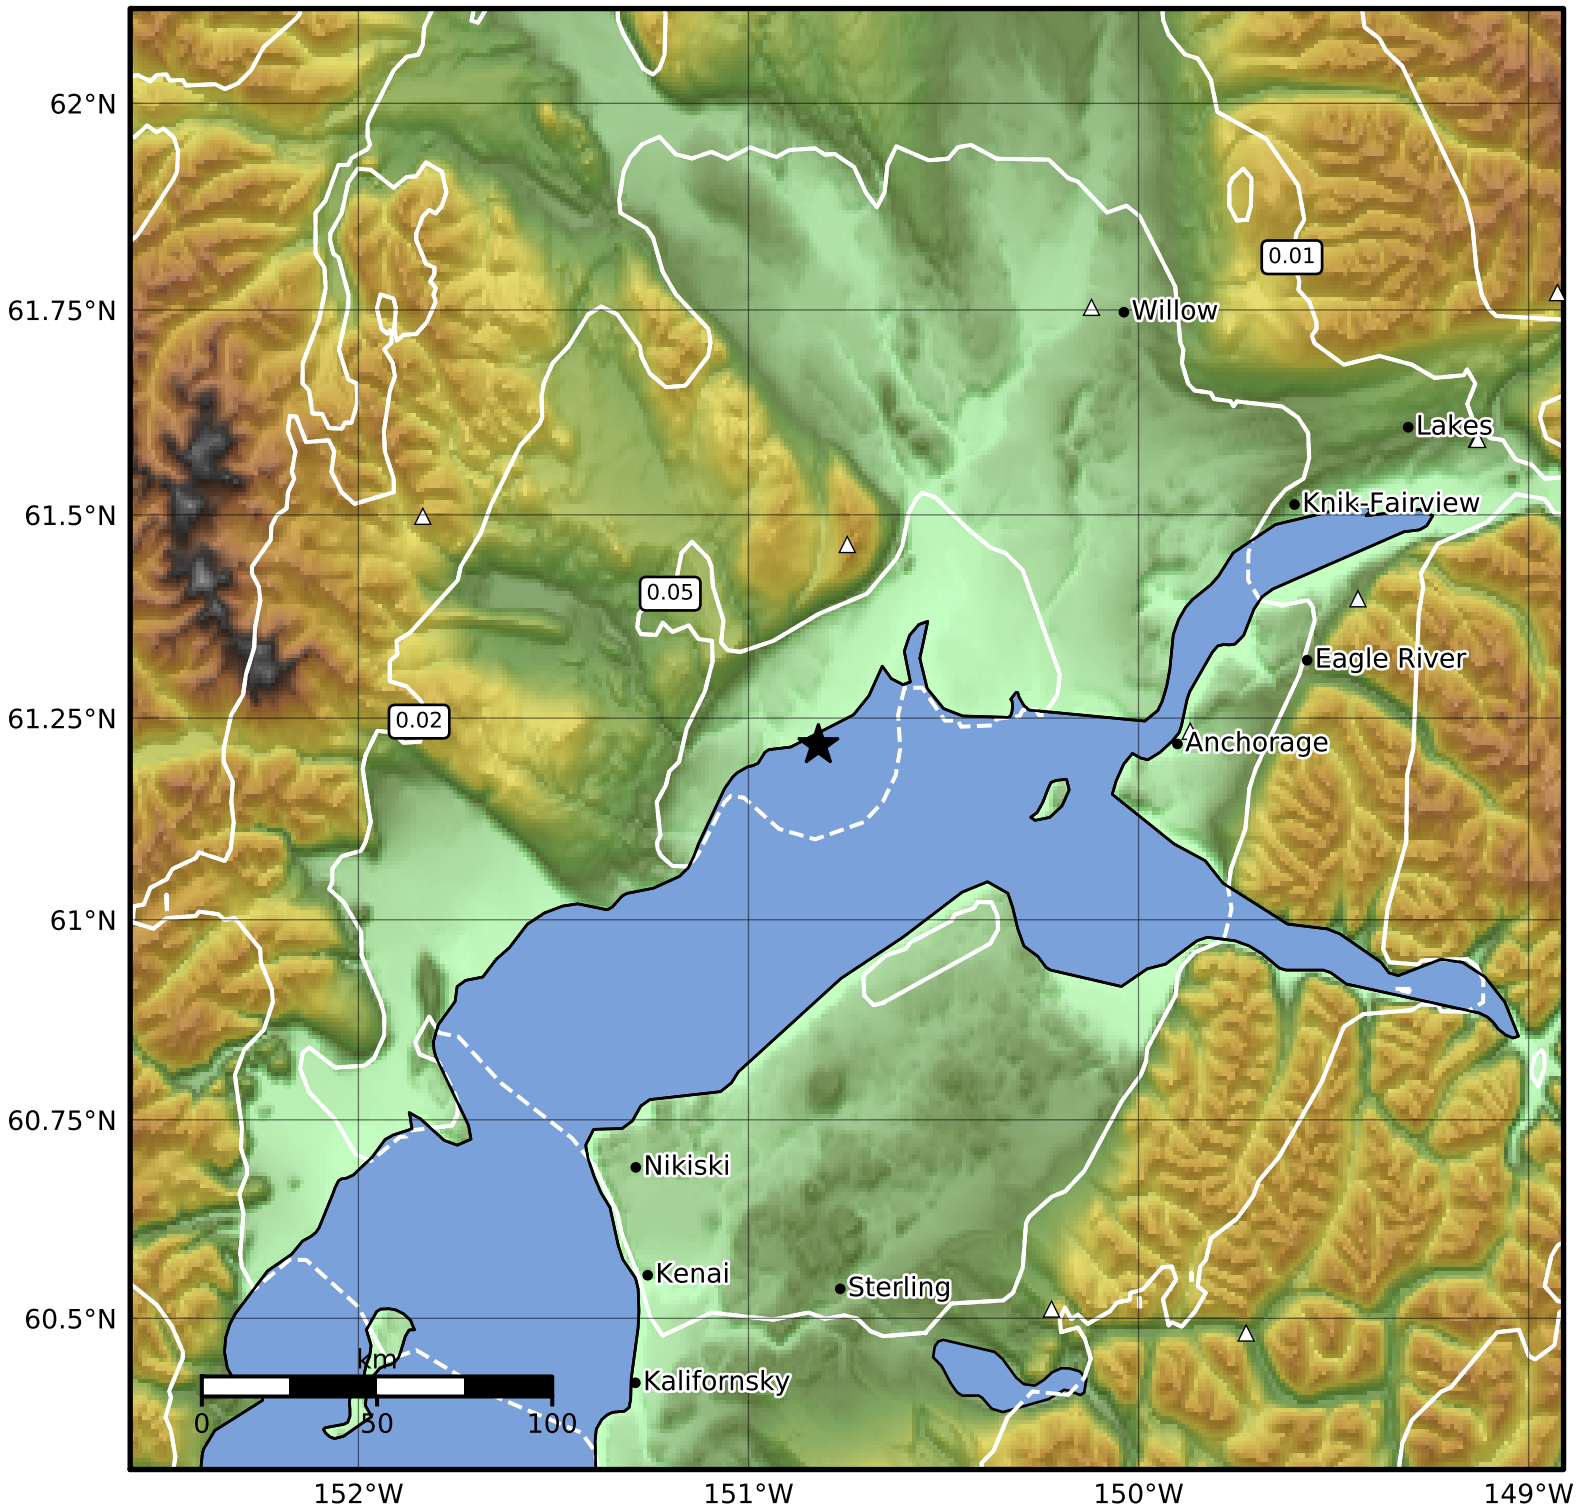 62°N
0.01
61.75°N
Willow
Lakes
61.5°N
Knik-Fairview
0.05
Eagle River
0.02
61.25°N
Anchorage
61°N
60.75°N
Nikiski
Kenai
Sterling
60.5°N
km
Kalifornsky
0 50 100
152°W 151°W 150°W 149°W